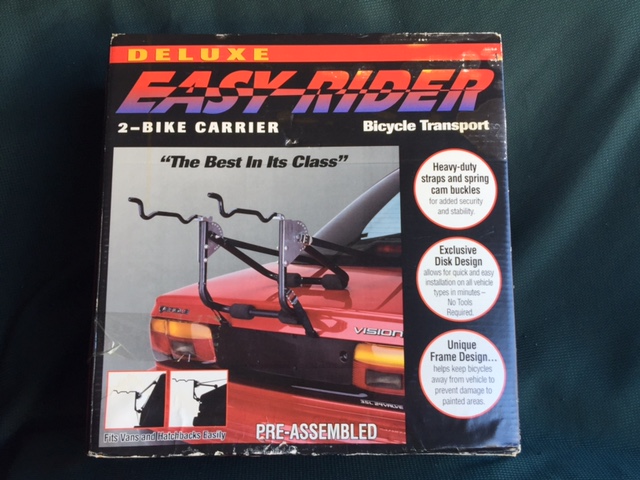 DELUXE
EASY RIDER
2-BIKE CARRIER
Bicycle Transport
"The Best In Its Class"
Heavy-duty
straps and spring
cam buckles
for added security
and stability.
Exclusive
Disk Design
allows for quick and easy
installation on all vehicle
types in minutes –
No Tools
Required.
Unique
Frame Design...
helps keep bicycles
away from vehicle to
prevent damage to
painted areas.
VISION
Fits Vans and Hatchbacks Easily
PRE-ASSEMBLED